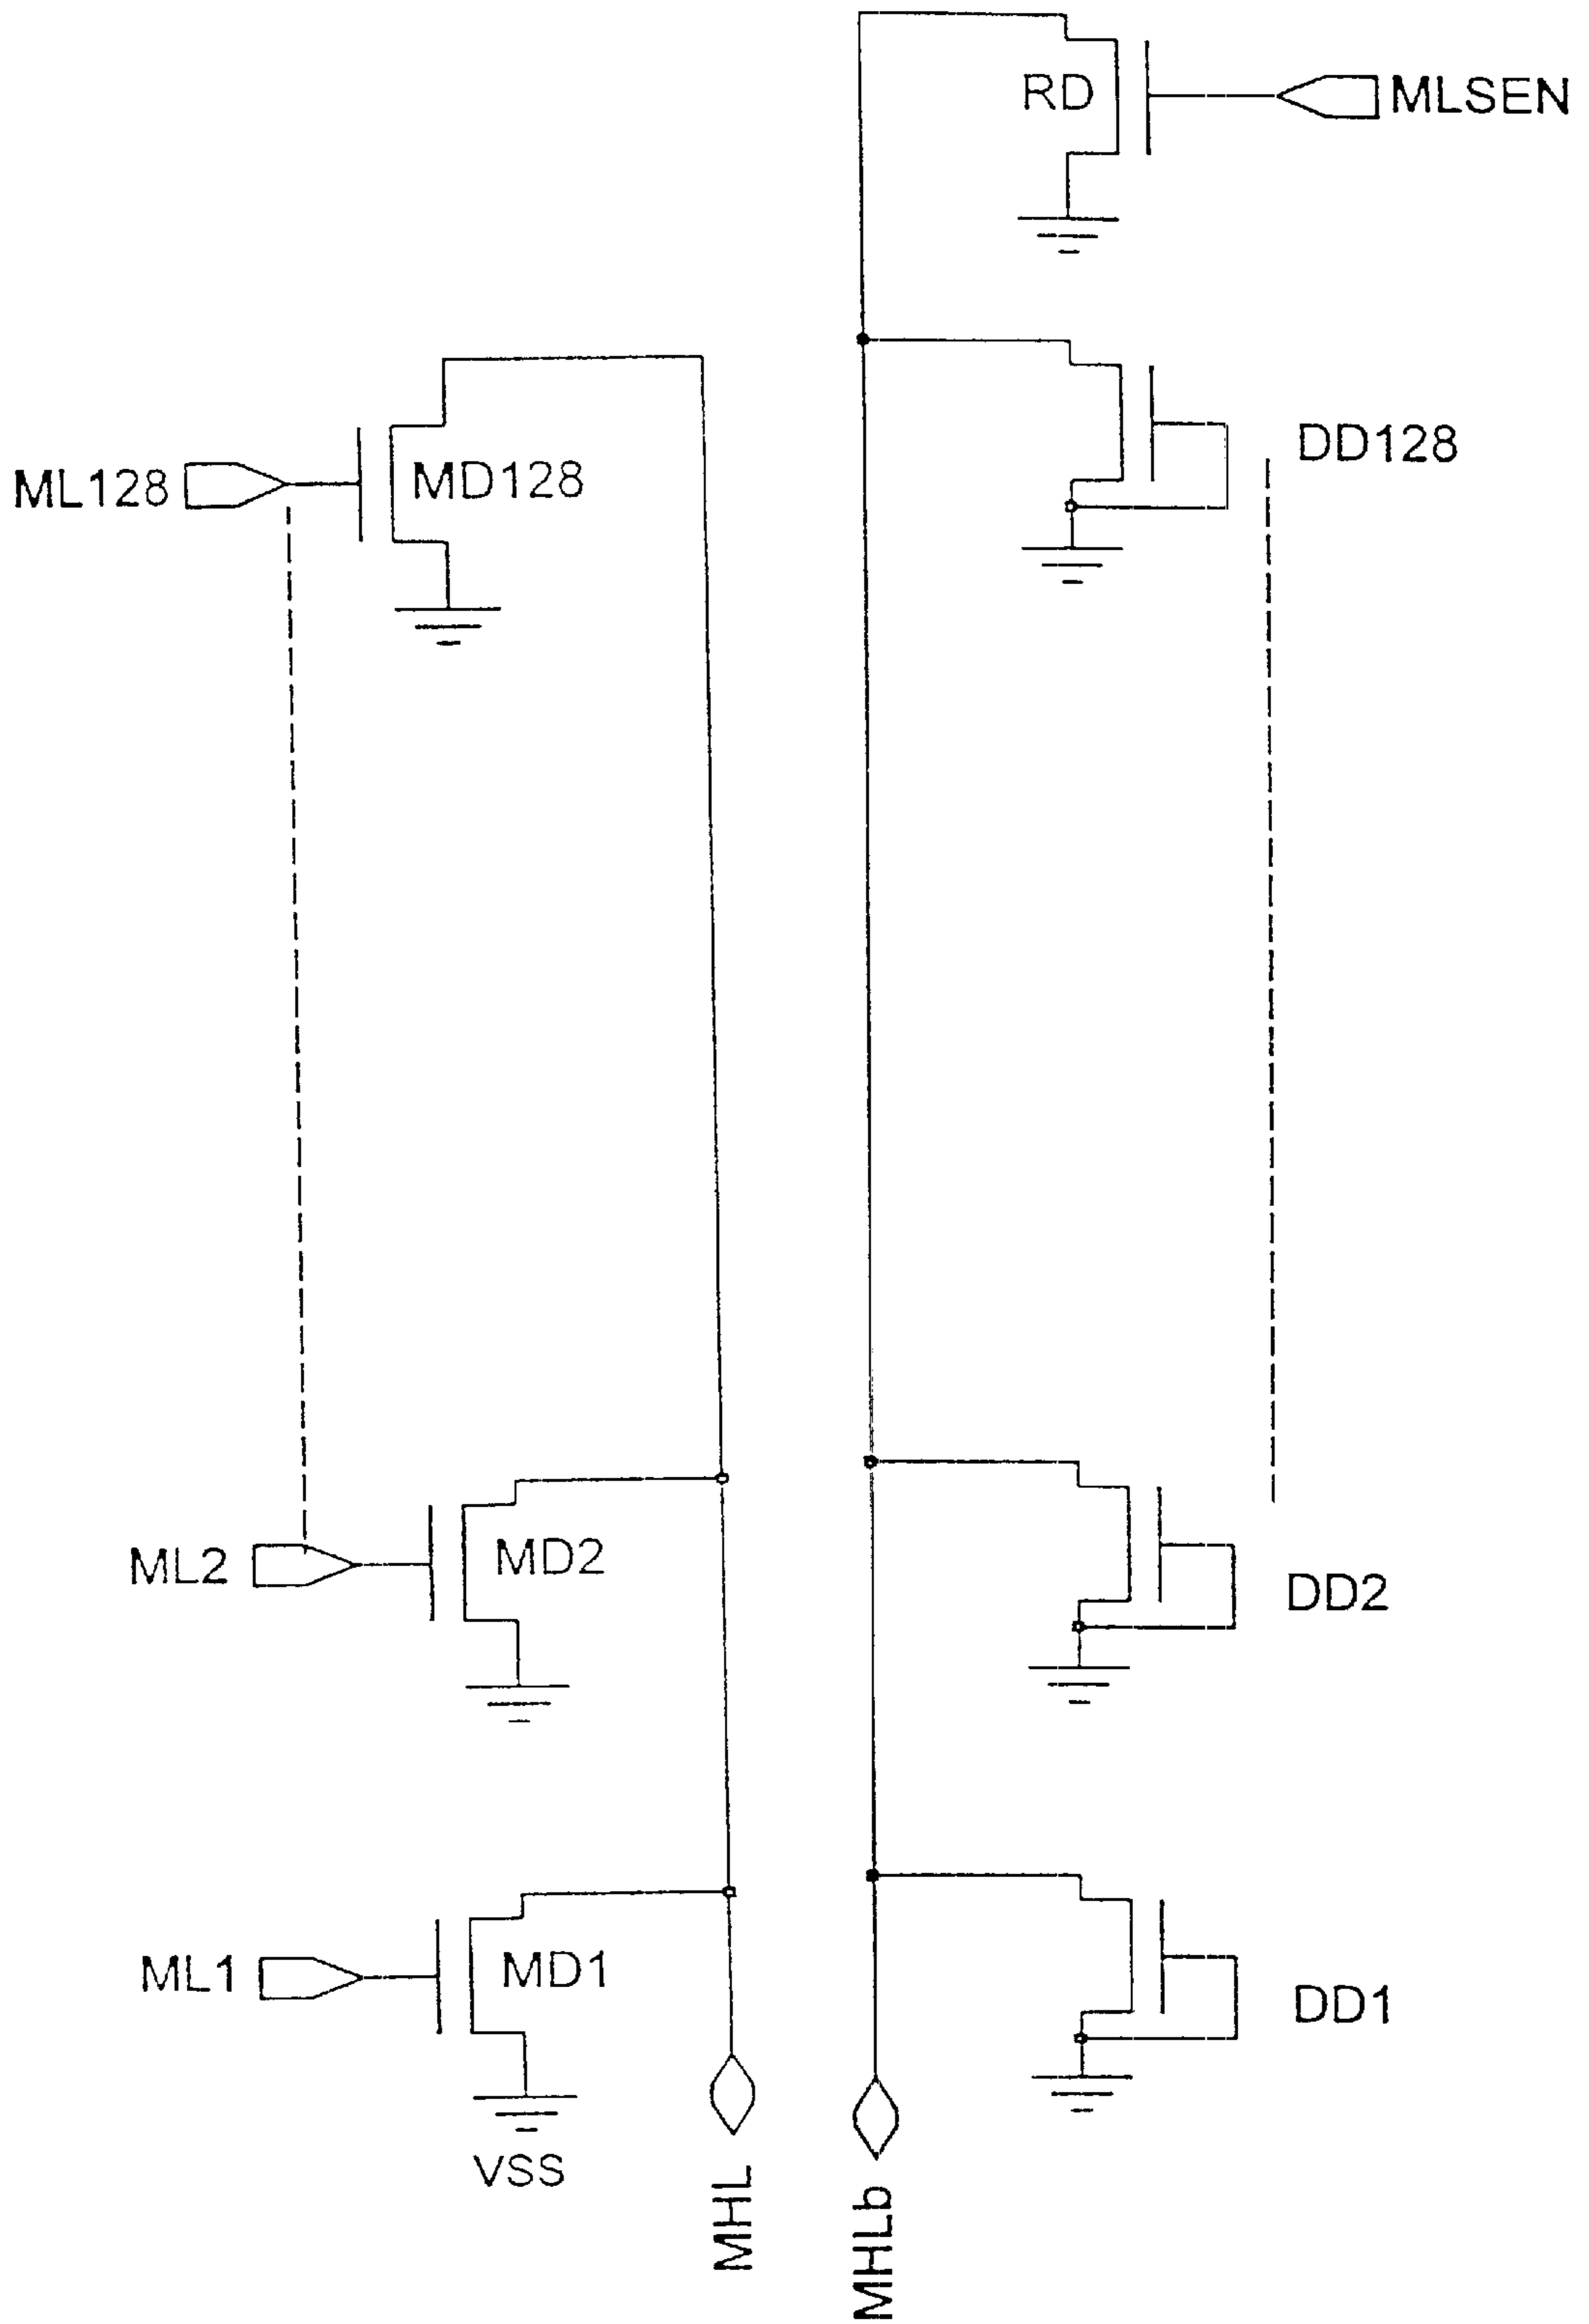 RD
MLSEN
ML128
MD128
DD128
ML2
MD2
DD2
ML1
MD1
DD1
VSS
MHL
MHLb